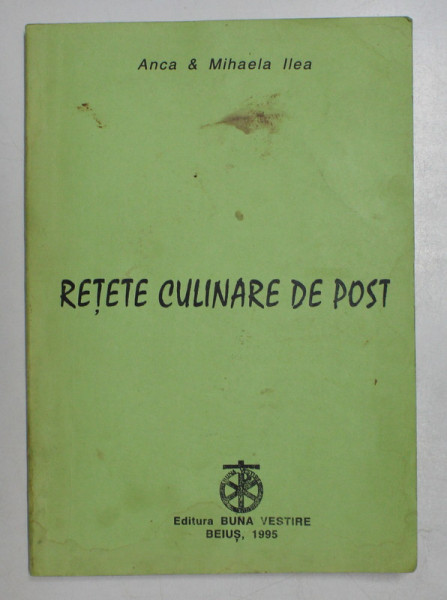 Anca & Mihaela Ilea
REȚETE CULINARE DE POST
Editura BUNA VESTIRE
BEIUȘ, 1995